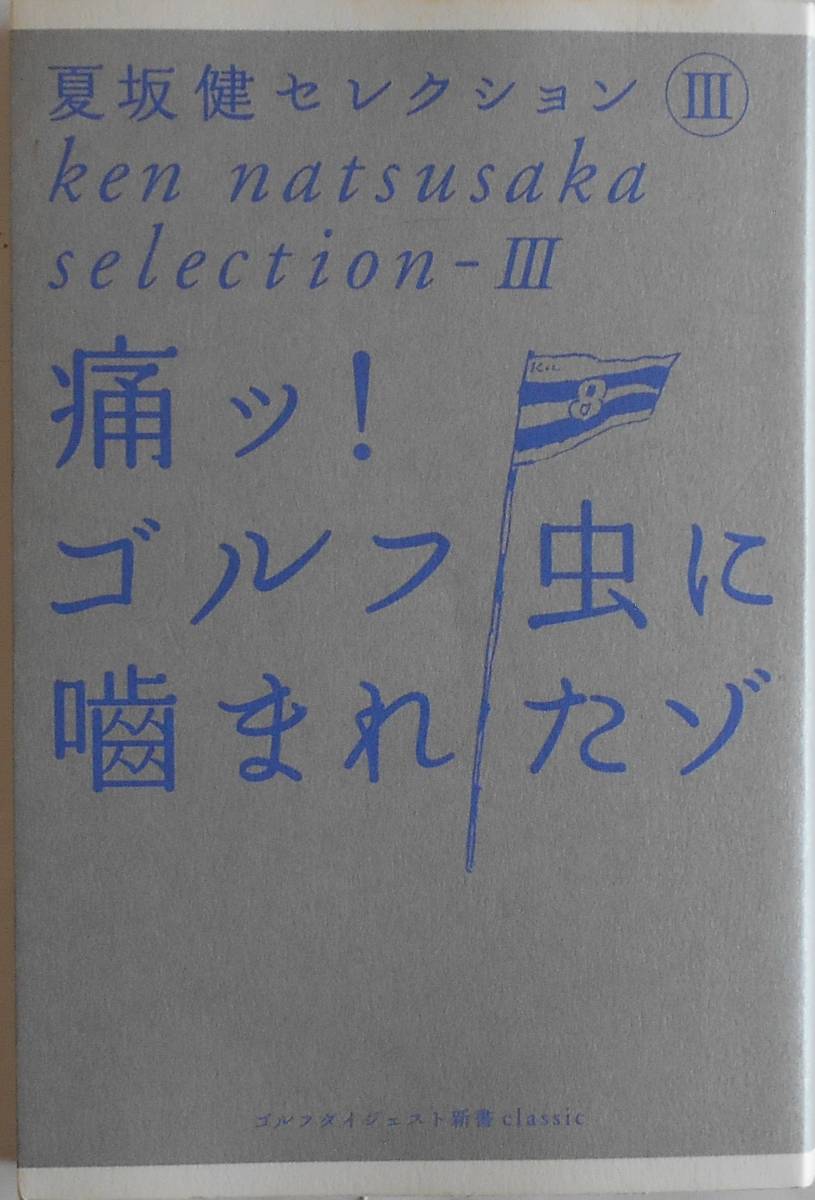 夏坂健セレクション Ⅲ
ken natsusaka
selection-Ⅲ
痛ッ!
8
ゴルフ虫に
嚙まれたゾ
ゴルフダイジェスト新書classic